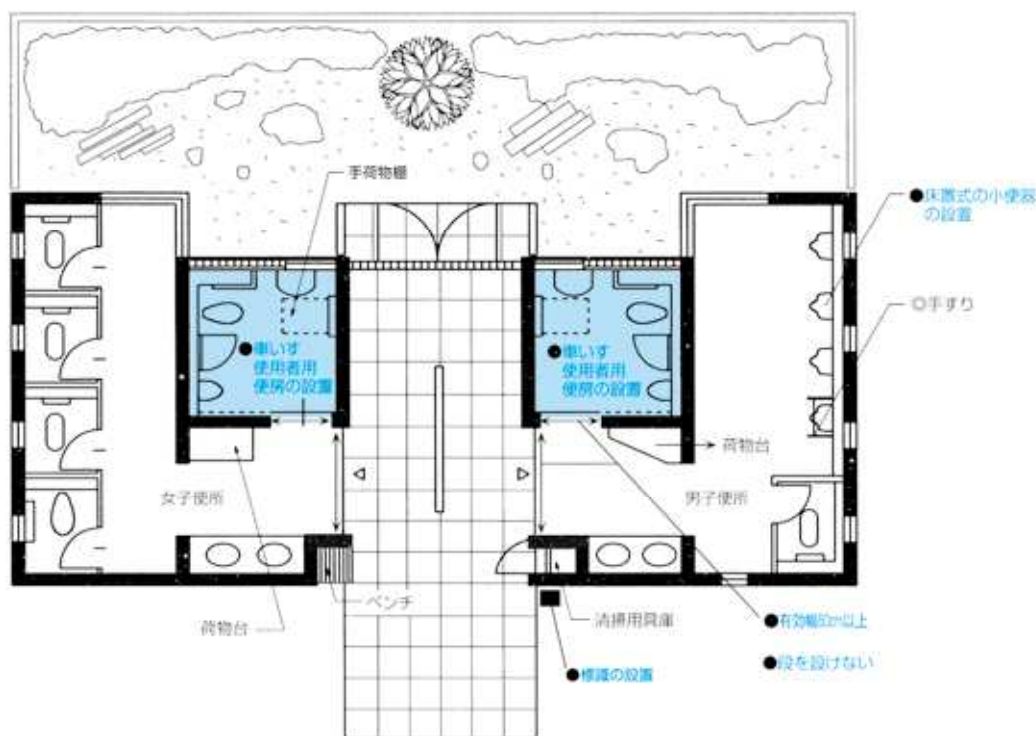 手荷物棚
●床置式の小便器
の設置
◎手すり
●車いす
使用者用
便房の設置
●車いす
使用者用
便房の設置
荷物台
女子便所
男子便所
ベンチ
荷物台
清掃用具庫
●有効幅80cm以上
●段を設けない
●標識の設置